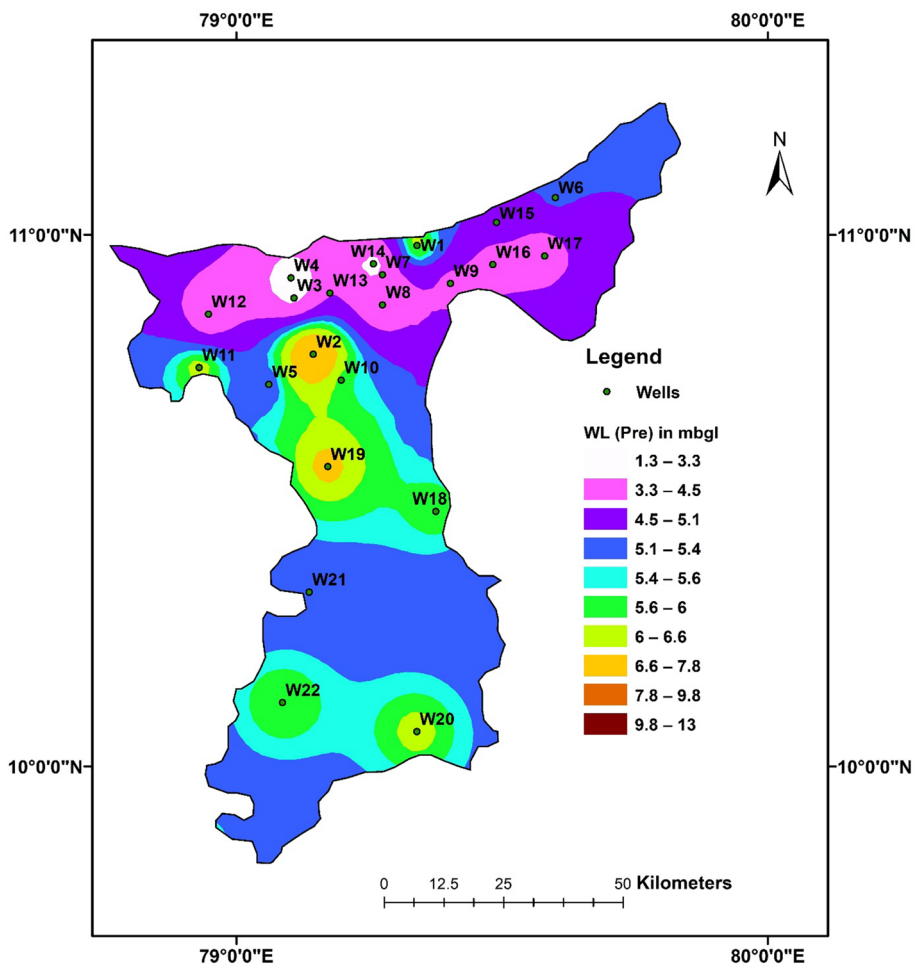 79°0'0"E 80°0'0"E
N
W6
W15
11°0'0"N W1 W17 11°0'0"N
W14 W16
W4 W7
W9
W3 W13
W12 W8
W2 Legend
W11 W5 W10 Wells
WL (Pre) in mbgl
W19 1.3 – 3.3
3.3 – 4.5
W18 4.5 – 5.1
5.1 – 5.4
W21 5.4 – 5.6
5.6 – 6
6 – 6.6
6.6 – 7.8
W22 7.8 – 9.8
W20 9.8 – 13
10°0'0"N 10°0'0"N
0 12.5 25 50 Kilometers
79°0'0"E 80°0'0"E